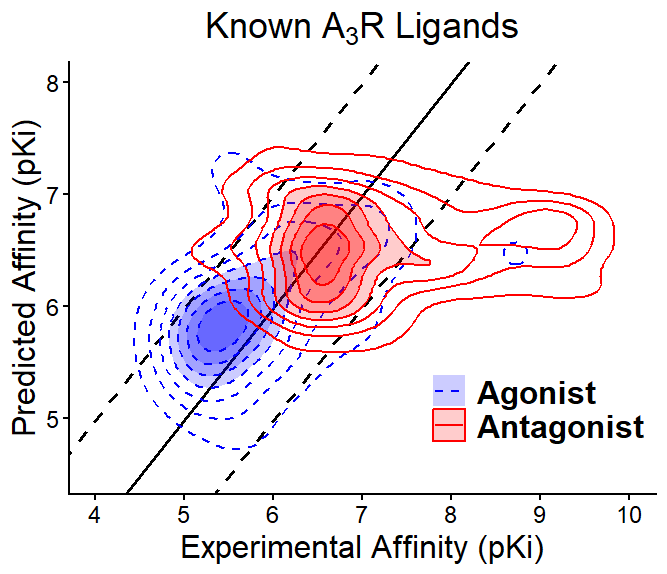 Known A₃R Ligands
Predicted Affinity (pKi)
8
7
6
5
Agonist
Antagonist
4 5 6 7 8 9 10
Experimental Affinity (pKi)